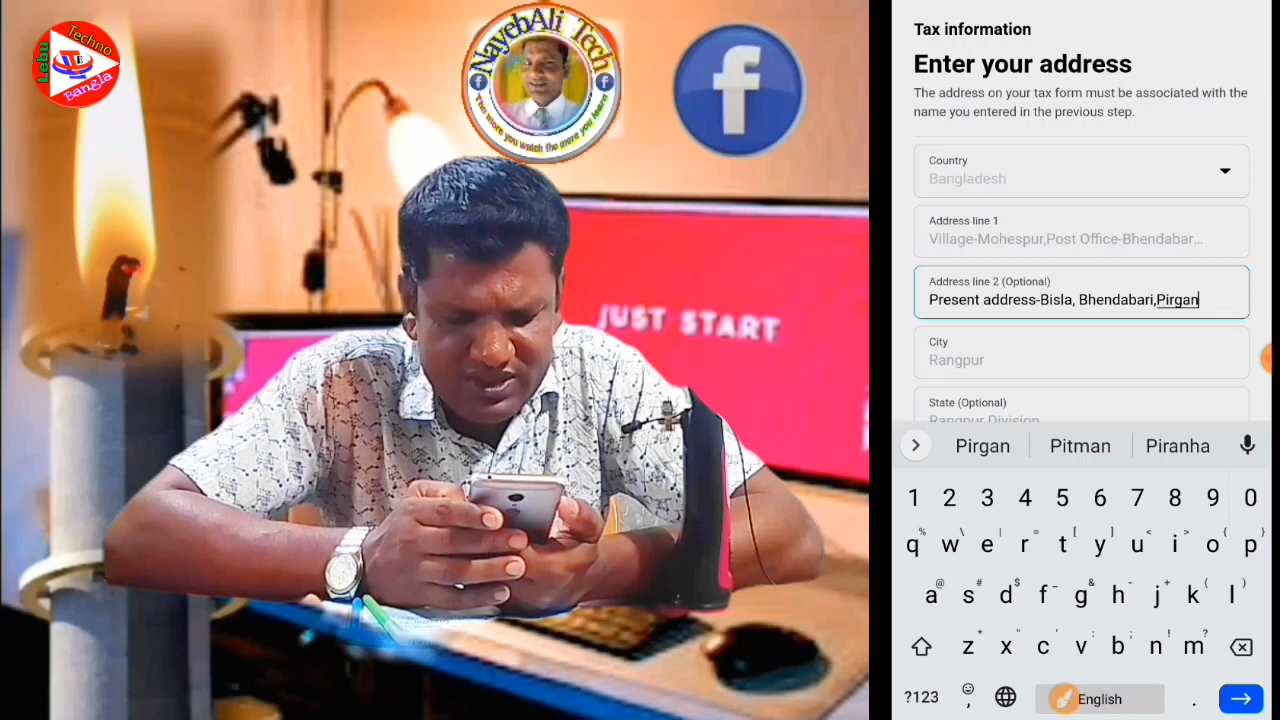 Lebu Techno Bangla
NayebAli Tech
The more you watch the more you learn
f
JUST START
Tax information
Enter your address
The address on your tax form must be associated with the
name you entered in the previous step.
Country
Bangladesh
Address line 1
Village-Mohespur,Post Office-Bhendabar...
Address line 2 (Optional)
Present address-Bisla, Bhendabari,Pirgan
City
Rangpur
State (Optional)
Rangpur Division
Pirgan Pitman Piranha
1 2 3 4 5 6 7 8 9 0
% \ | = [ ] < > { }
q w e r t y u i o p
@ # $ _ & - + ( )
a s d f g h j k l
* " ' : ; ! ?
z x c v b n m
?123 , English .